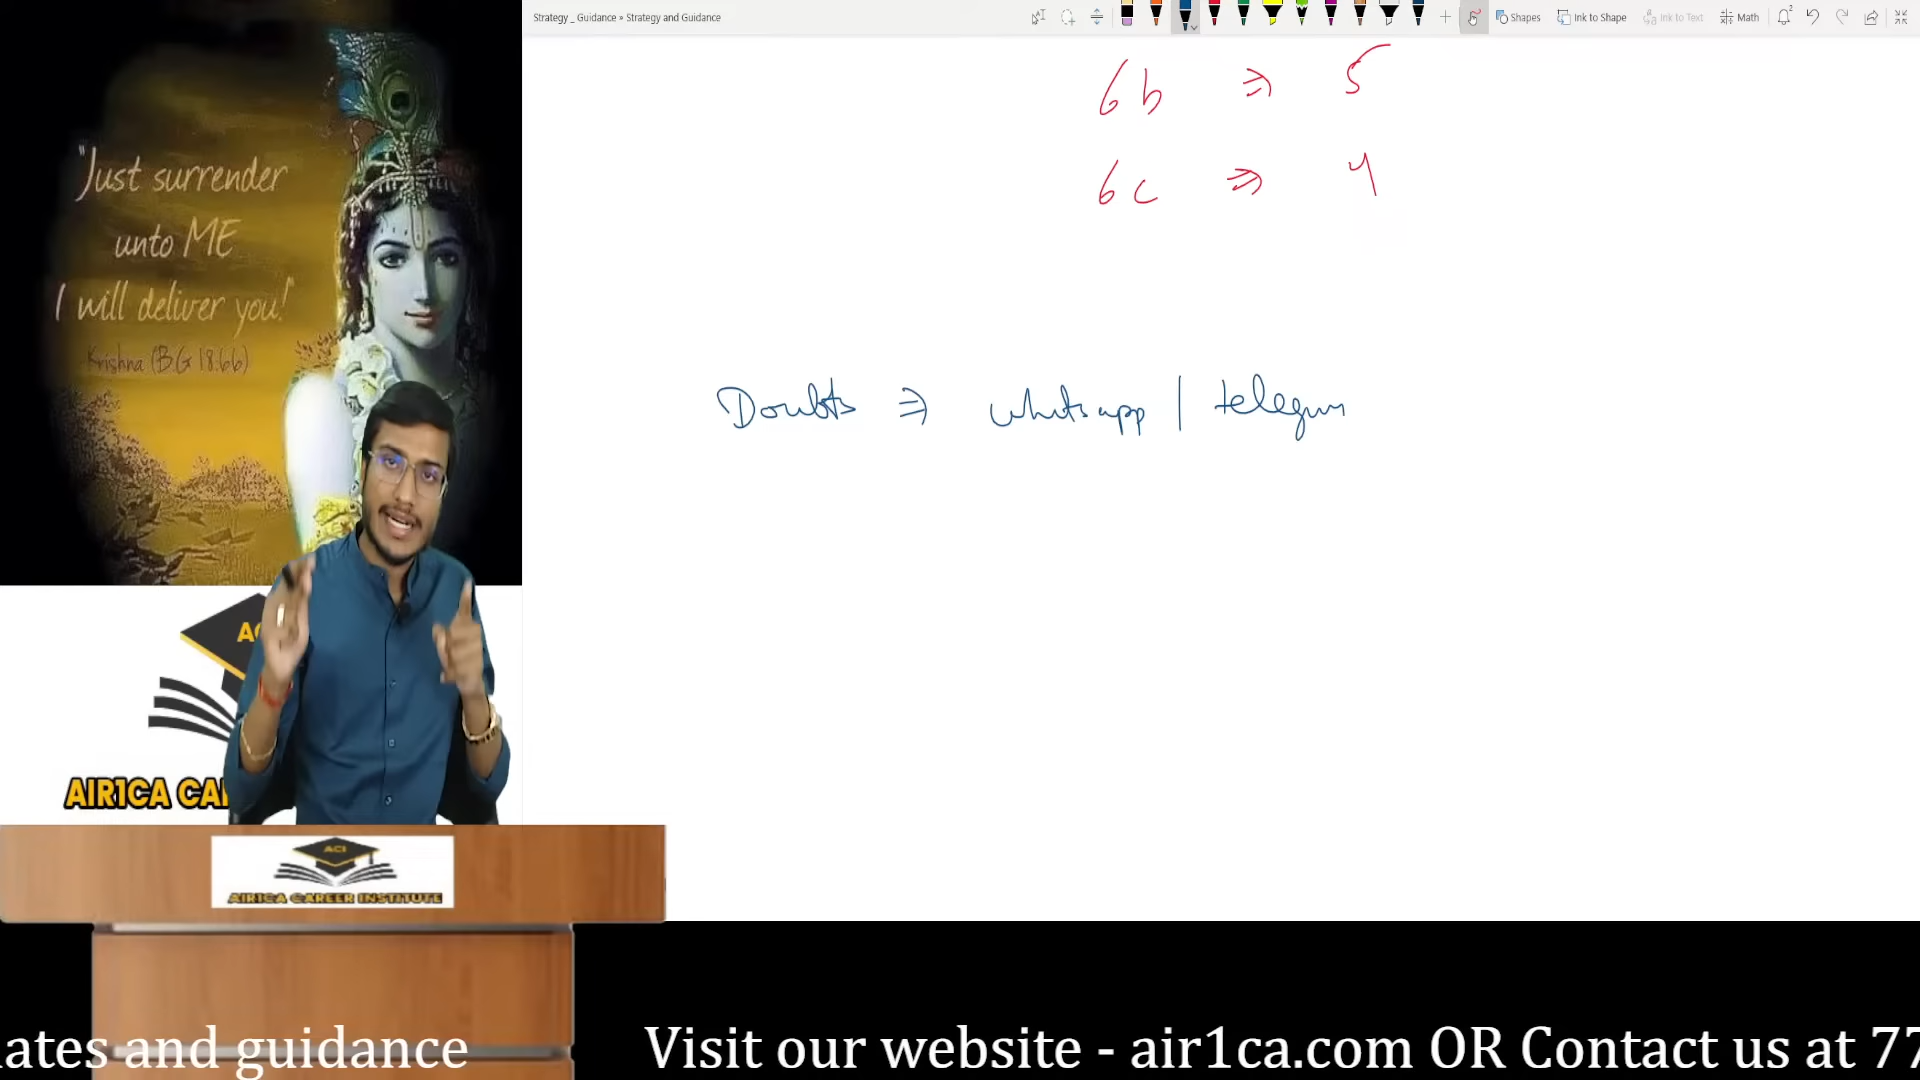 Strategy _ Guidance » Strategy and Guidance
Shapes
Ink to Shape
Ink to Text
Math
6b ⇒ 5
6c ⇒ 4
"Just surrender
unto ME
I will deliver you!"
Krishna (B.G 18.66)
Doubts ⇒ whatsapp | telegram
AIR1CA CA
ACI
AIR1CA CAREER INSTITUTE
ates and guidance Visit our website - air1ca.com OR Contact us at 77